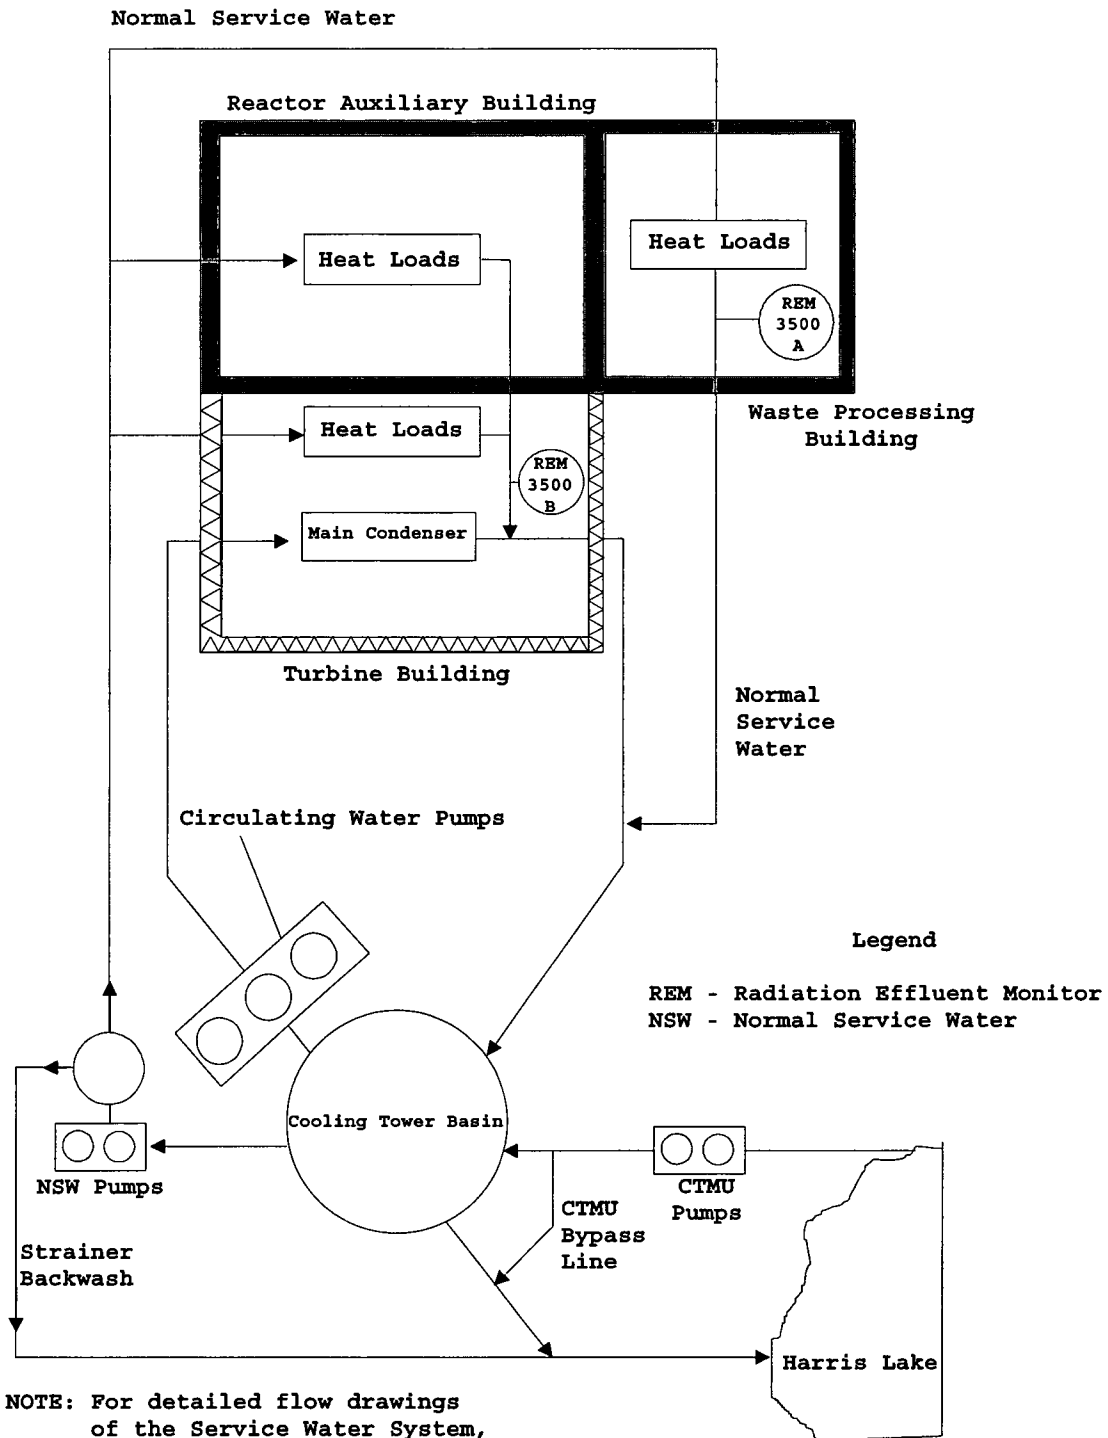 Normal Service Water
Reactor Auxiliary Building
Heat Loads
Heat Loads
REM
3500
A
Waste Processing
Building
Heat Loads
REM
3500
B
Main Condenser
Turbine Building
Normal
Service
Water
Circulating Water Pumps
Legend
REM - Radiation Effluent Monitor
NSW - Normal Service Water
Cooling Tower Basin
NSW Pumps
CTMU
Pumps
CTMU
Bypass
Line
Strainer
Backwash
Harris Lake
NOTE: For detailed flow drawings
of the Service Water System,